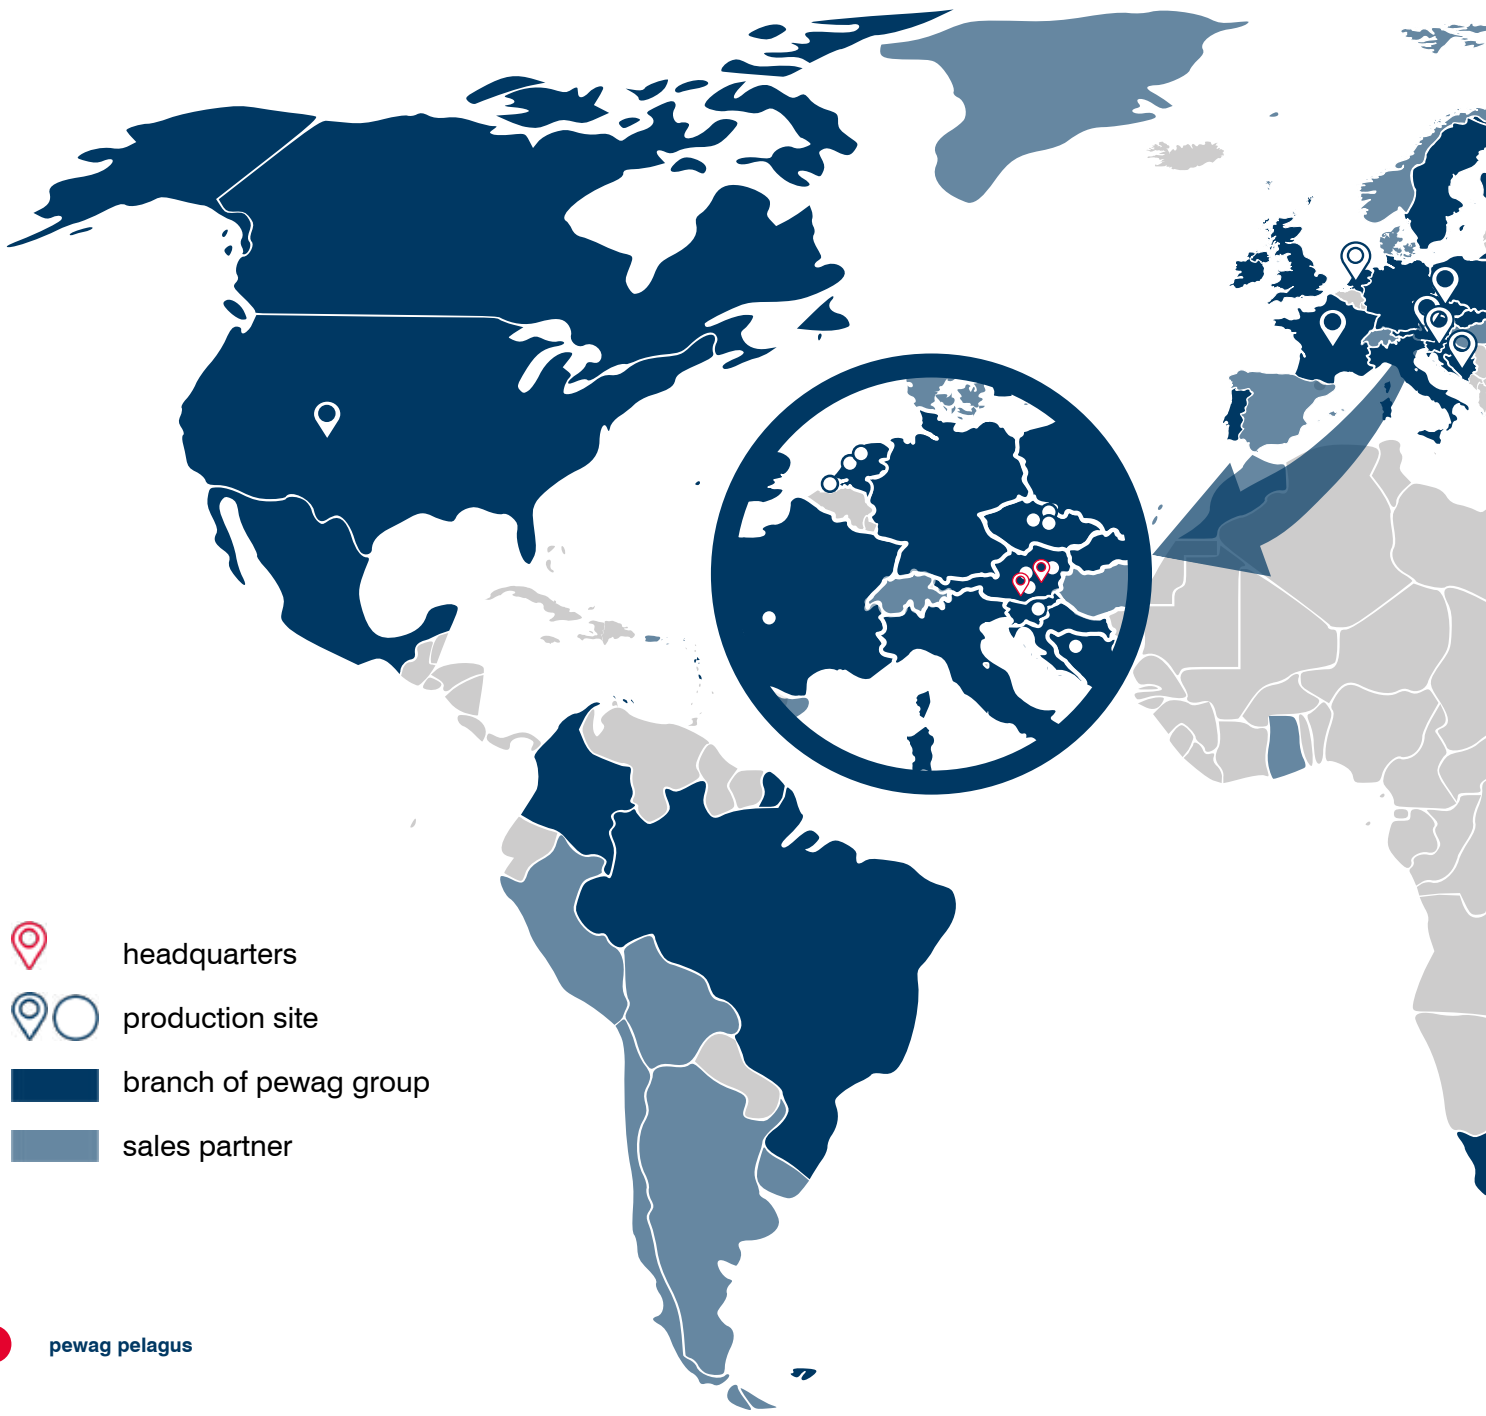 headquarters
production site
branch of pewag group
sales partner
pewag pelagus